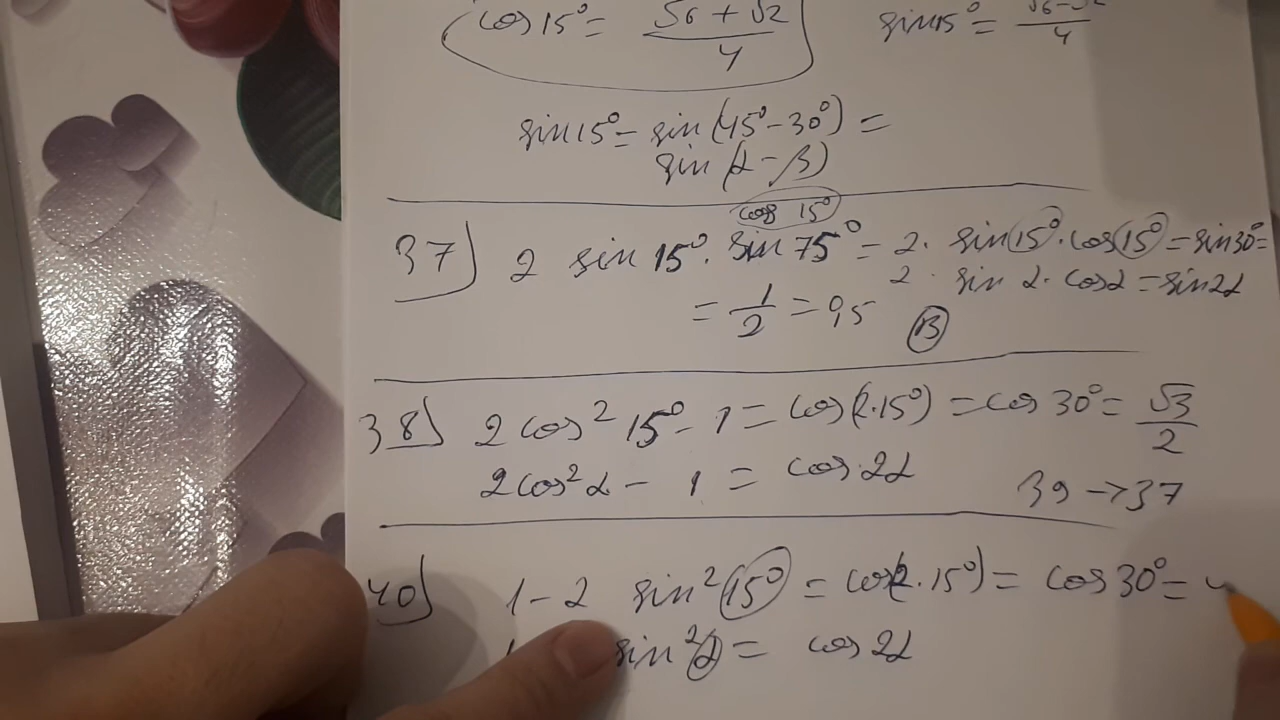 cos 15° = √6 + √2 / 4 sin 15° = √6 - √2 / 4
sin 15° = sin (45° - 30°) =
sin (α - β)
cos 15°
37) 2 sin 15° · sin 75° = 2 · sin 15° · cos 15° = sin 30° =
2 · sin α · cos α = sin 2α
= 1/2 = 0,5 B
38) 2 cos² 15° - 1 = cos (2 · 15°) = cos 30° = √3 / 2
2 cos² α - 1 = cos 2α 39 → 37
40) 1 - 2 sin² 15° = cos (2 · 15°) = cos 30° =
sin² α = cos 2α